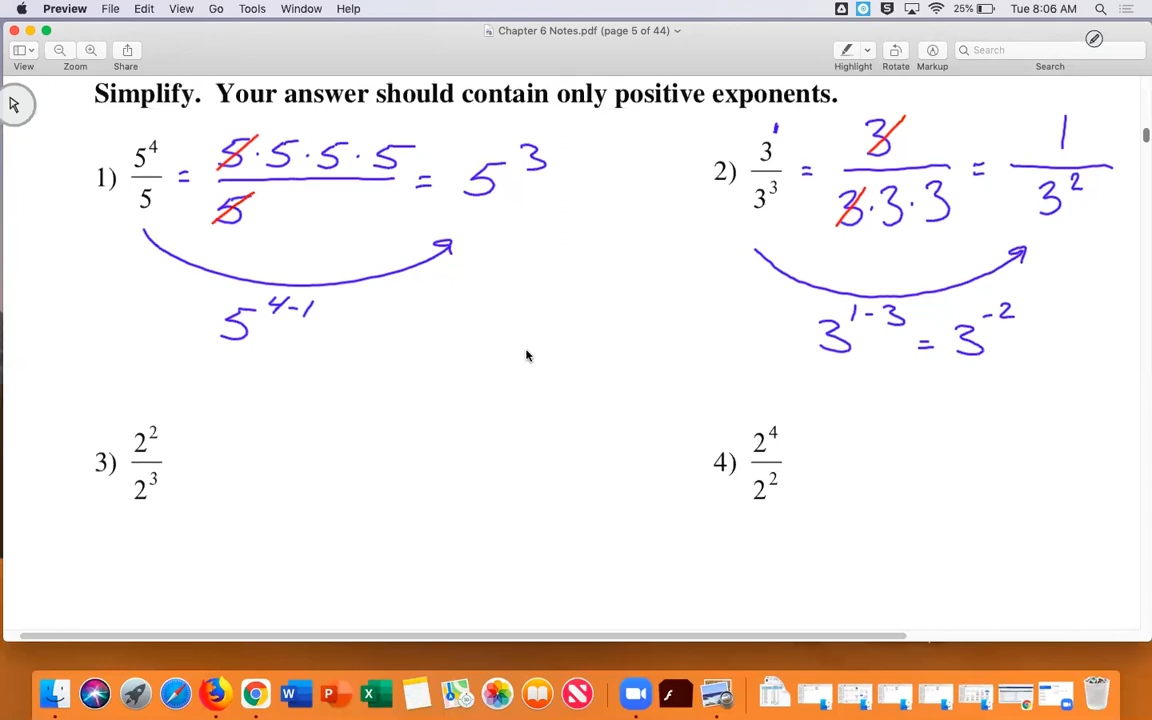 Preview File Edit View Go Tools Window Help 25% Tue 8:06 AM
Chapter 6 Notes.pdf (page 5 of 44)
View Zoom Share Highlight Rotate Markup Search Search
Simplify. Your answer should contain only positive exponents.
1) 5^4/5 = 5·5·5·5/5 = 5^3
5^(4-1)
2) 3^1/3^3 = 3/3·3·3 = 1/3^2
3^(1-3) = 3^-2
3) 2^2/2^3
4) 2^4/2^2